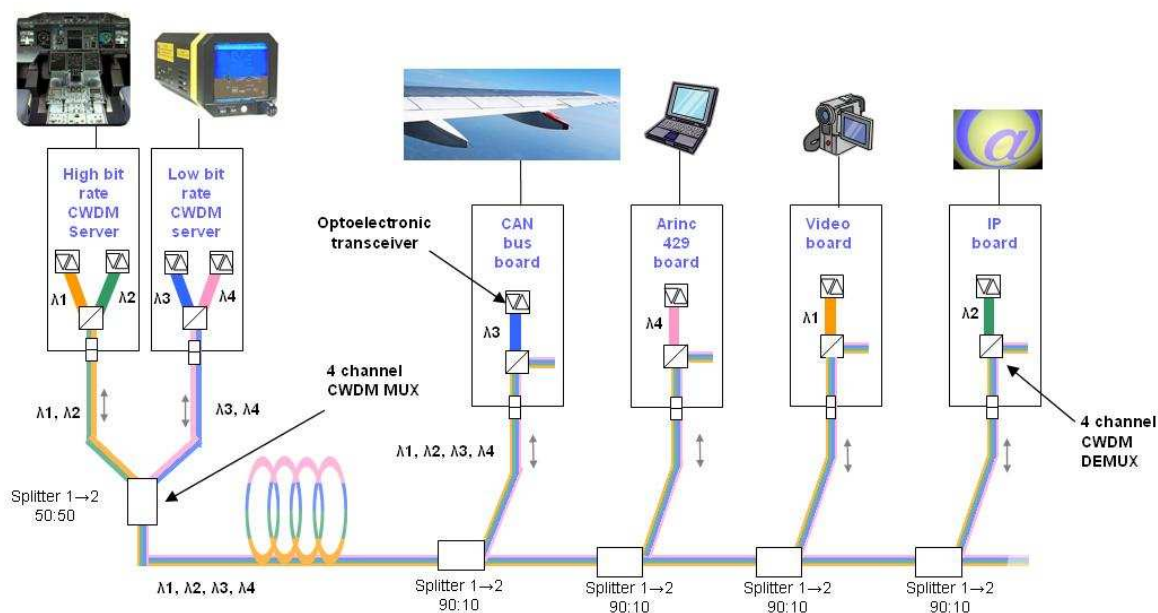 High bit
rate
CWDM
Server
λ1
λ2
λ1, λ2
Low bit
rate
CWDM
server
λ3
λ4
λ3, λ4
4 channel
CWDM MUX
Splitter 1→2
50:50
λ1, λ2, λ3, λ4
Optoelectronic
transceiver
CAN
bus
board
λ3
λ1, λ2, λ3, λ4
Arinc
429
board
λ4
Video
board
λ1
IP
board
λ2
@
4 channel
CWDM
DEMUX
Splitter 1→2
90:10
Splitter 1→2
90:10
Splitter 1→2
90:10
Splitter 1→2
90:10